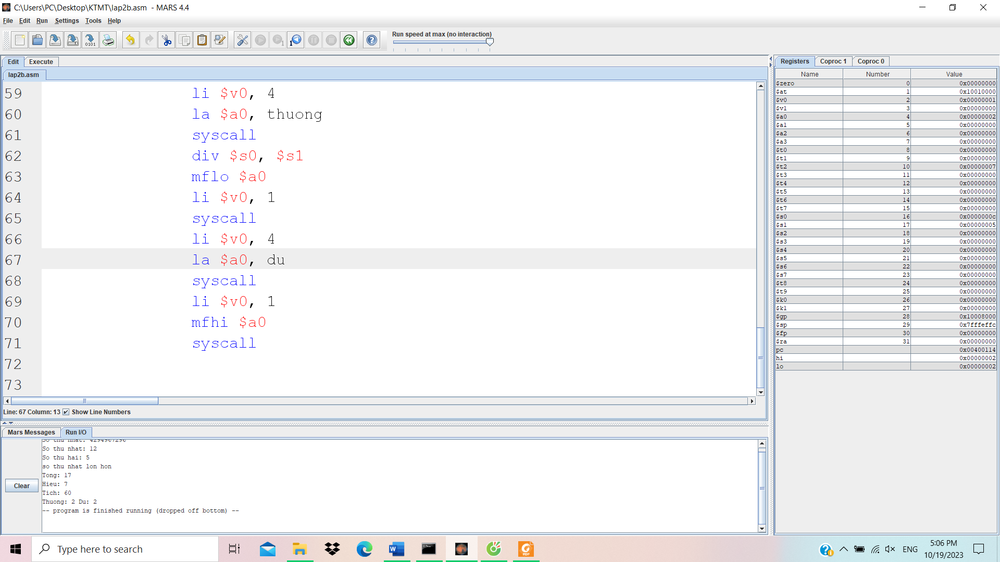 C:\Users\PC\Desktop\KTMT\lap2b.asm - MARS 4.4
File Edit Run Settings Tools Help
Run speed at max (no interaction)
Edit Execute
lap2b.asm
59 li $v0, 4
60 la $a0, thuong
61 syscall
62 div $s0, $s1
63 mflo $a0
64 li $v0, 1
65 syscall
66 li $v0, 4
67 la $a0, du
68 syscall
69 li $v0, 1
70 mfhi $a0
71 syscall
72
73
Line: 67 Column: 13 Show Line Numbers
Mars Messages Run I/O
So thu nhat: 4294967296
So thu nhat: 12
So thu hai: 5
so thu nhat lon hon
Tong: 17
Hieu: 7
Tich: 60
Thuong: 2 Du: 2
-- program is finished running (dropped off bottom) --
Clear
Registers Coproc 1 Coproc 0
Name Number Value
$zero 0 0x00000000
$at 1 0x10010000
$v0 2 0x00000001
$v1 3 0x00000000
$a0 4 0x00000002
$a1 5 0x00000000
$a2 6 0x00000000
$a3 7 0x00000000
$t0 8 0x00000000
$t1 9 0x00000000
$t2 10 0x00000007
$t3 11 0x00000000
$t4 12 0x00000000
$t5 13 0x00000000
$t6 14 0x00000000
$t7 15 0x00000000
$s0 16 0x0000000c
$s1 17 0x00000005
$s2 18 0x00000000
$s3 19 0x00000000
$s4 20 0x00000000
$s5 21 0x00000000
$s6 22 0x00000000
$s7 23 0x00000000
$t8 24 0x00000000
$t9 25 0x00000000
$k0 26 0x00000000
$k1 27 0x00000000
$gp 28 0x10008000
$sp 29 0x7fffeffc
$fp 30 0x00000000
$ra 31 0x00000000
pc 0x00400114
hi 0x00000002
lo 0x00000002
Type here to search
ENG
5:06 PM
10/19/2023